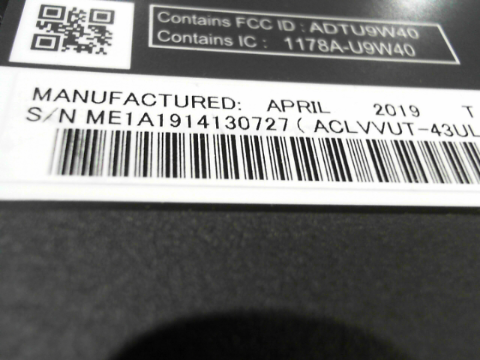 Contains FCC ID : ADTU9W40
Contains IC : 1178A-U9W40
MANUFACTURED: APRIL 2019 T
S/N ME1A1914130727 ( ACLVVUT-43UL